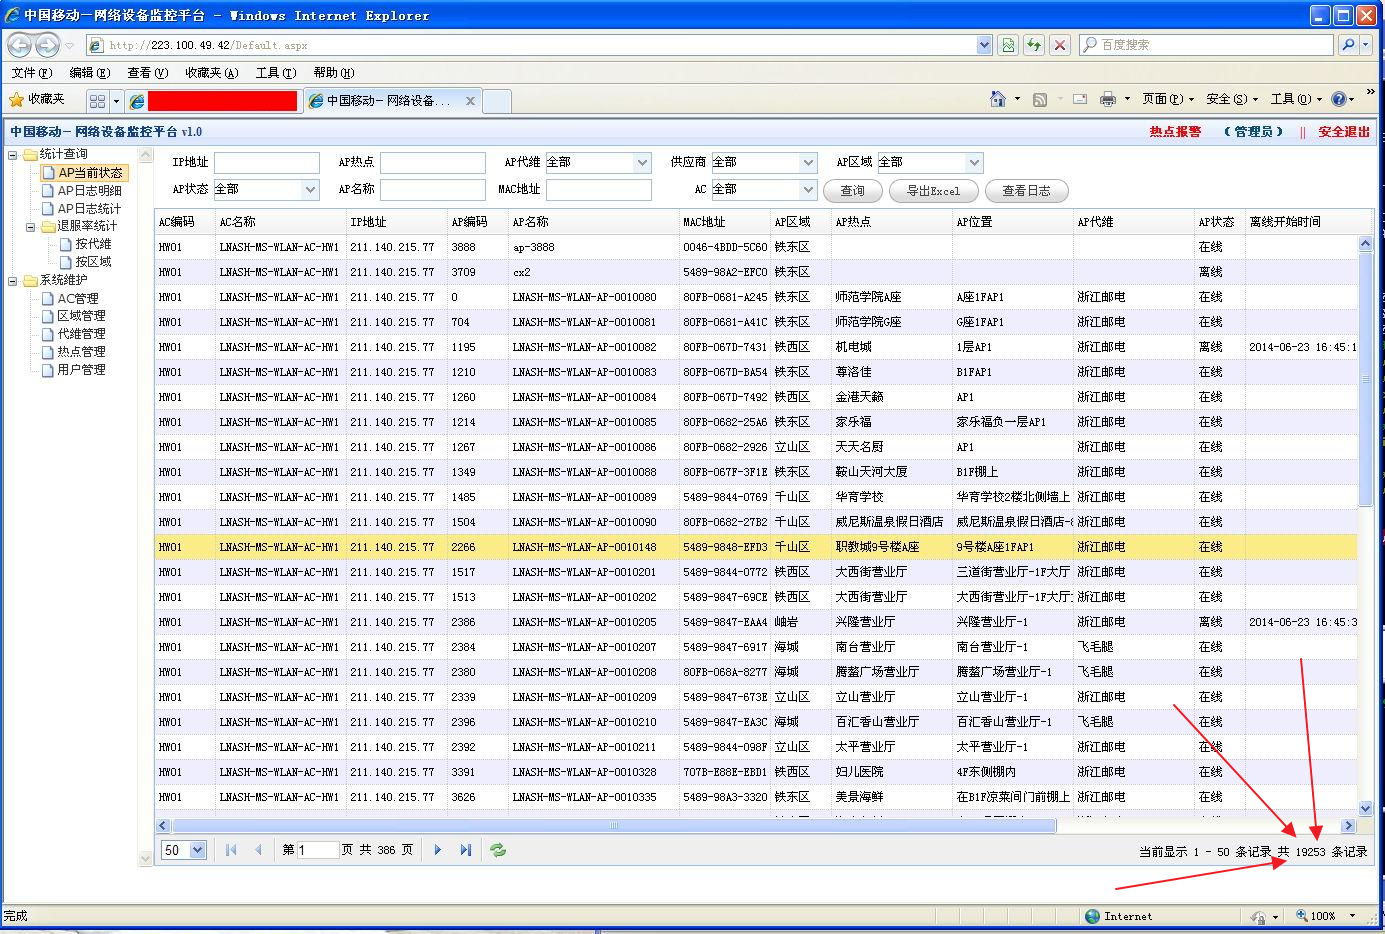 中国移动－网络设备监控平台 - Windows Internet Explorer
http://223.100.49.42/Default.aspx
百度搜索
文件(F) 编辑(E) 查看(V) 收藏夹(A) 工具(T) 帮助(H)
收藏夹 中国移动－网络设备... 页面(P) 安全(S) 工具(O) »
中国移动－网络设备监控平台 v1.0 热点报警 (管理员) || 安全退出
统计查询
AP当前状态
AP日志明细
AP日志统计
退服率统计
按代维
按区域
系统维护
AC管理
区域管理
代维管理
热点管理
用户管理
IP地址 AP热点 AP代维 全部 供应商 全部 AP区域 全部
AP状态 全部 AP名称 MAC地址 AC 全部 查询 导出Excel 查看日志
AC编码 AC名称 IP地址 AP编码 AP名称 MAC地址 AP区域 AP热点 AP位置 AP代维 AP状态 离线开始时间
HW01 LNASH-MS-WLAN-AC-HW1 211.140.215.77 3888 ap-3888 0046-4BDD-5C60 铁东区 在线
HW01 LNASH-MS-WLAN-AC-HW1 211.140.215.77 3709 cx2 5489-98A2-EFC0 铁东区 离线
HW01 LNASH-MS-WLAN-AC-HW1 211.140.215.77 0 LNASH-MS-WLAN-AP-0010080 80FB-0681-A245 铁东区 师范学院A座 A座1FAP1 浙江邮电 在线
HW01 LNASH-MS-WLAN-AC-HW1 211.140.215.77 704 LNASH-MS-WLAN-AP-0010081 80FB-0681-A41C 铁东区 师范学院G座 G座1FAP1 浙江邮电 在线
HW01 LNASH-MS-WLAN-AC-HW1 211.140.215.77 1195 LNASH-MS-WLAN-AP-0010082 80FB-067D-7431 铁西区 机电城 1层AP1 浙江邮电 离线 2014-06-23 16:45:1
HW01 LNASH-MS-WLAN-AC-HW1 211.140.215.77 1210 LNASH-MS-WLAN-AP-0010083 80FB-067D-BA54 铁东区 尊洛佳 B1FAP1 浙江邮电 在线
HW01 LNASH-MS-WLAN-AC-HW1 211.140.215.77 1260 LNASH-MS-WLAN-AP-0010084 80FB-067D-7492 铁西区 金港天籁 AP1 浙江邮电 在线
HW01 LNASH-MS-WLAN-AC-HW1 211.140.215.77 1214 LNASH-MS-WLAN-AP-0010085 80FB-0682-25A6 铁东区 家乐福 家乐福负一层AP1 浙江邮电 在线
HW01 LNASH-MS-WLAN-AC-HW1 211.140.215.77 1267 LNASH-MS-WLAN-AP-0010086 80FB-0682-2926 立山区 天天名厨 AP1 浙江邮电 在线
HW01 LNASH-MS-WLAN-AC-HW1 211.140.215.77 1349 LNASH-MS-WLAN-AP-0010088 80FB-067F-3F1E 铁东区 鞍山天河大厦 B1F棚上 浙江邮电 在线
HW01 LNASH-MS-WLAN-AC-HW1 211.140.215.77 1485 LNASH-MS-WLAN-AP-0010089 5489-9844-0769 千山区 华育学校 华育学校2楼北侧墙上 浙江邮电 在线
HW01 LNASH-MS-WLAN-AC-HW1 211.140.215.77 1504 LNASH-MS-WLAN-AP-0010090 80FB-0682-27B2 千山区 威尼斯温泉假日酒店 威尼斯温泉假日酒店- 浙江邮电 在线
HW01 LNASH-MS-WLAN-AC-HW1 211.140.215.77 2266 LNASH-MS-WLAN-AP-0010148 5489-9848-EFD3 千山区 职教城9号楼A座 9号楼A座1FAP1 浙江邮电 在线
HW01 LNASH-MS-WLAN-AC-HW1 211.140.215.77 1517 LNASH-MS-WLAN-AP-0010201 5489-9844-0772 铁西区 大西街营业厅 三道街营业厅-1F大厅 浙江邮电 在线
HW01 LNASH-MS-WLAN-AC-HW1 211.140.215.77 1513 LNASH-MS-WLAN-AP-0010202 5489-9847-69CE 铁西区 大西街营业厅 大西街营业厅-1F大厅 浙江邮电 在线
HW01 LNASH-MS-WLAN-AC-HW1 211.140.215.77 2386 LNASH-MS-WLAN-AP-0010205 5489-9847-EAA4 岫岩 兴隆营业厅 兴隆营业厅-1 浙江邮电 离线 2014-06-23 16:45:3
HW01 LNASH-MS-WLAN-AC-HW1 211.140.215.77 2384 LNASH-MS-WLAN-AP-0010207 5489-9847-6917 海城 南台营业厅 南台营业厅-1 飞毛腿 在线
HW01 LNASH-MS-WLAN-AC-HW1 211.140.215.77 2380 LNASH-MS-WLAN-AP-0010208 80FB-068A-8277 海城 腾鳌广场营业厅 腾鳌广场营业厅-1 飞毛腿 在线
HW01 LNASH-MS-WLAN-AC-HW1 211.140.215.77 2339 LNASH-MS-WLAN-AP-0010209 5489-9847-673E 立山区 立山营业厅 立山营业厅-1 浙江邮电 在线
HW01 LNASH-MS-WLAN-AC-HW1 211.140.215.77 2396 LNASH-MS-WLAN-AP-0010210 5489-9847-EA3C 海城 百汇香山营业厅 百汇香山营业厅-1 飞毛腿 在线
HW01 LNASH-MS-WLAN-AC-HW1 211.140.215.77 2392 LNASH-MS-WLAN-AP-0010211 5489-9844-098F 立山区 太平营业厅 太平营业厅-1 浙江邮电 在线
HW01 LNASH-MS-WLAN-AC-HW1 211.140.215.77 3391 LNASH-MS-WLAN-AP-0010328 707B-E88E-EBD1 铁西区 妇儿医院 4F东侧棚内 浙江邮电 在线
HW01 LNASH-MS-WLAN-AC-HW1 211.140.215.77 3626 LNASH-MS-WLAN-AP-0010335 5489-98A3-3320 铁东区 美景海鲜 在B1F凉菜间门前棚上 浙江邮电 在线
50 第 1 页 共 386 页 当前显示 1 - 50 条记录 共 19253 条记录
完成 Internet 100%